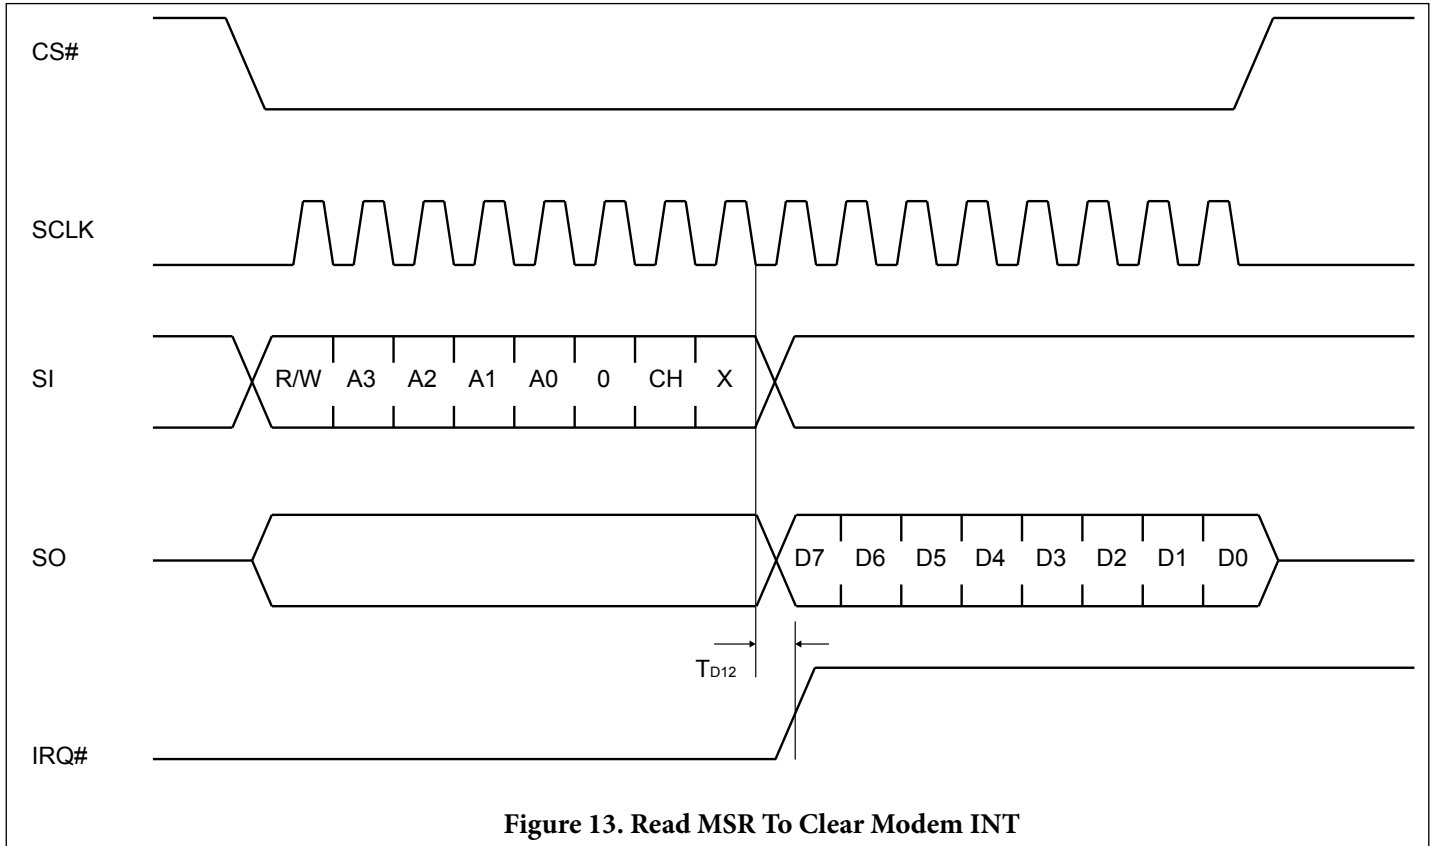 CS#
SCLK
SI
R/W A3 A2 A1 A0 0 CH X
SO
D7 D6 D5 D4 D3 D2 D1 D0
TD12
IRQ#
Figure 13. Read MSR To Clear Modem INT